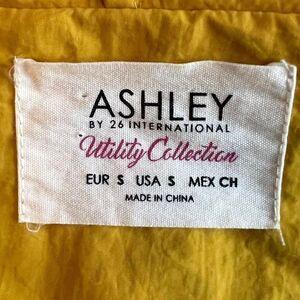 ASHLEY
BY 26 INTERNATIONAL
Utility Collection
EUR S USA S MEX CH
MADE IN CHINA